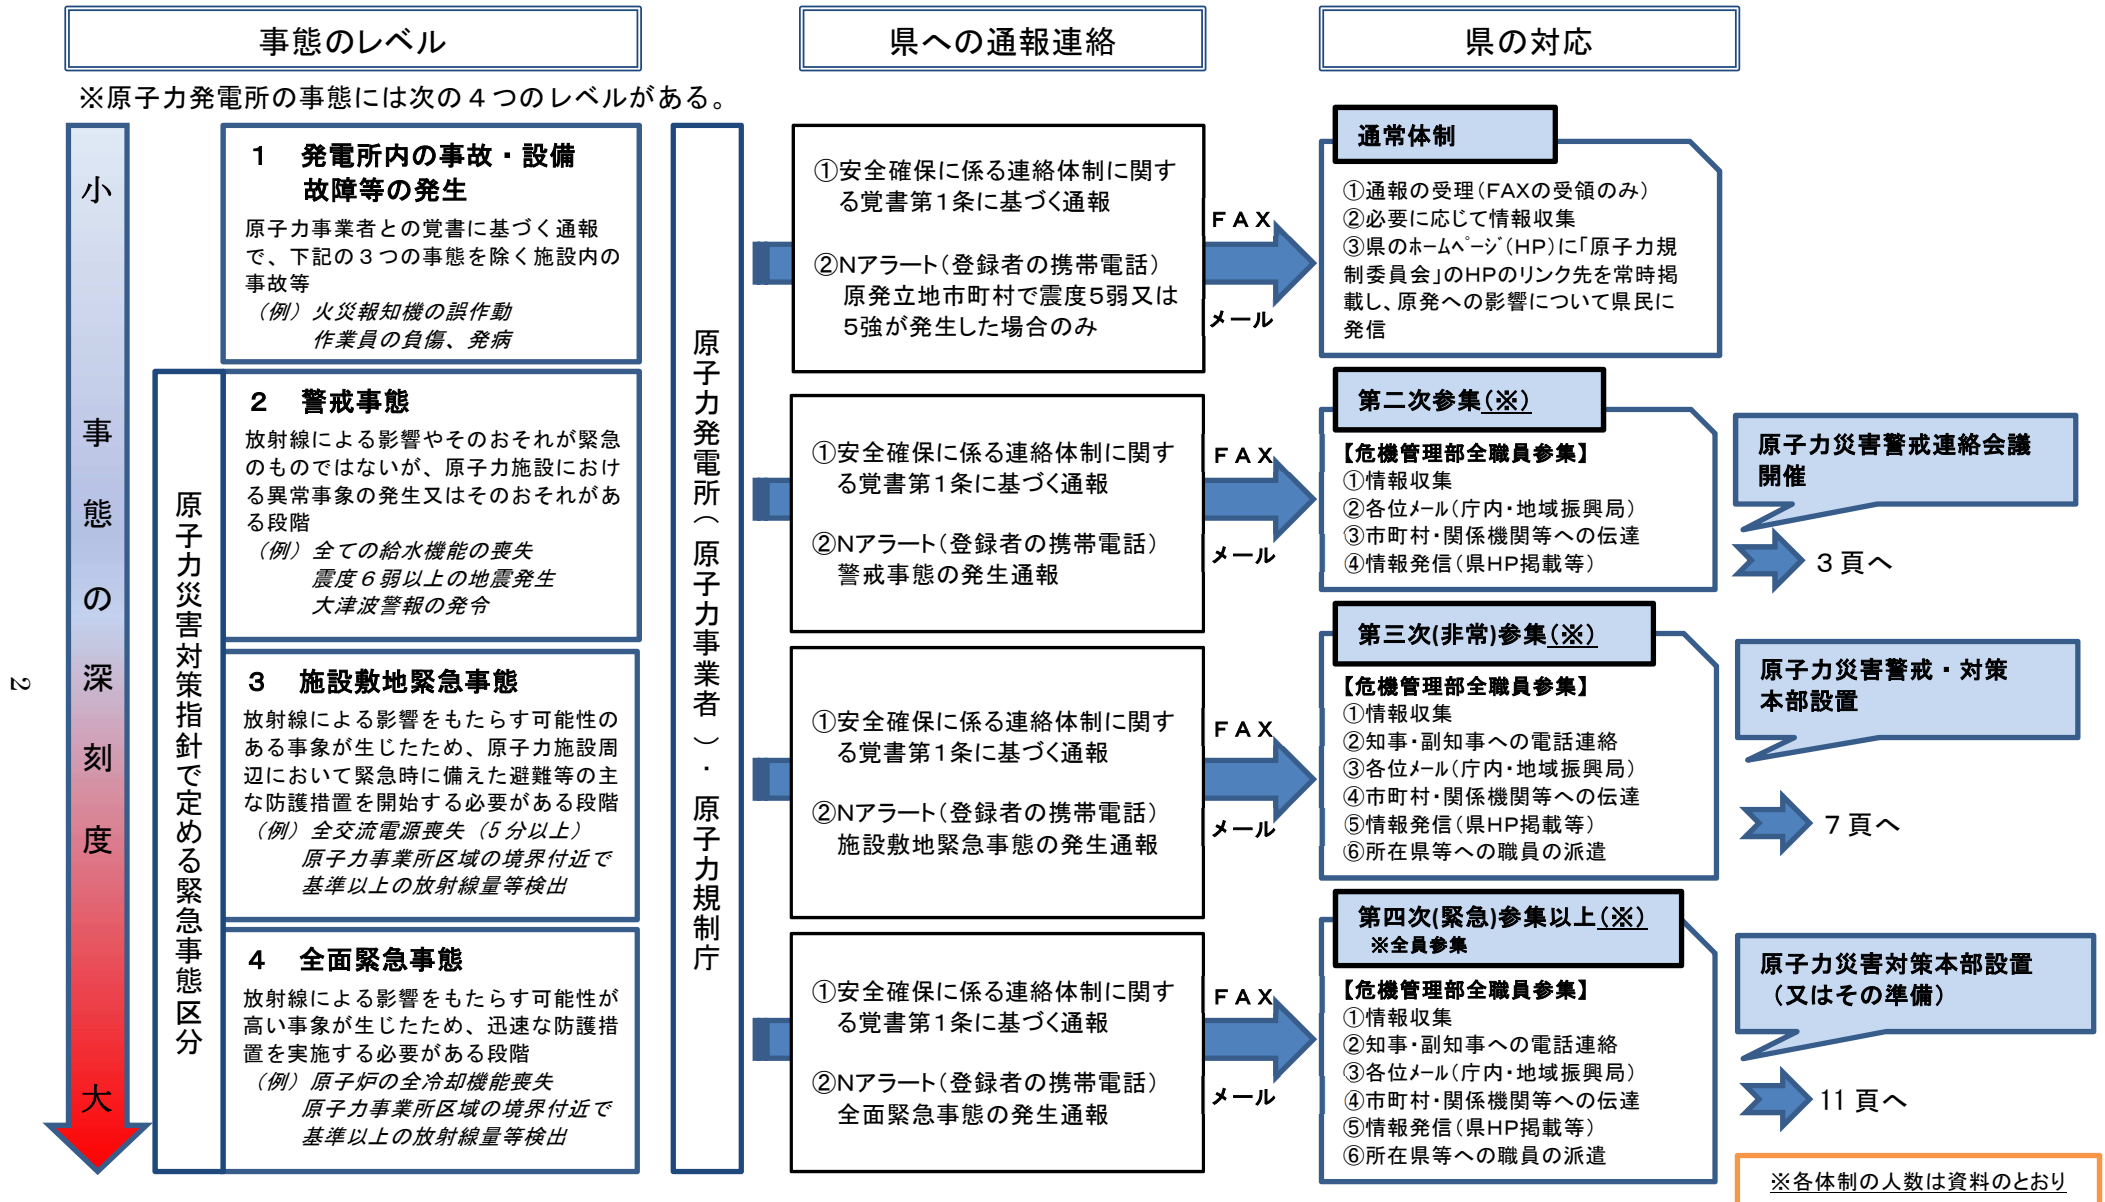 事態のレベル
県への通報連絡
県の対応
※原子力発電所の事態には次の４つのレベルがある。
小
事態の深刻度
大
原子力災害対策指針で定める緊急事態区分
１　発電所内の事故・設備
故障等の発生
原子力事業者との覚書に基づく通報
で、下記の３つの事態を除く施設内の
事故等
（例）火災報知機の誤作動
作業員の負傷、発病
２　警戒事態
放射線による影響やそのおそれが緊急
のものではないが、原子力施設におけ
る異常事象の発生又はそのおそれがあ
る段階
（例）全ての給水機能の喪失
震度６弱以上の地震発生
大津波警報の発令
３　施設敷地緊急事態
放射線による影響をもたらす可能性の
ある事象が生じたため、原子力施設周
辺において緊急時に備えた避難等の主
な防護措置を開始する必要がある段階
（例）全交流電源喪失（5分以上）
原子力事業所区域の境界付近で
基準以上の放射線量等検出
４　全面緊急事態
放射線による影響をもたらす可能性が
高い事象が生じたため、迅速な防護措
置を実施する必要がある段階
（例）原子炉の全冷却機能喪失
原子力事業所区域の境界付近で
基準以上の放射線量等検出
原子力発電所（原子力事業者）・原子力規制庁
①安全確保に係る連絡体制に関す
る覚書第1条に基づく通報
②Nアラート（登録者の携帯電話）
原発立地市町村で震度5弱又は
5強が発生した場合のみ
ＦＡＸ
メール
通常体制
①通報の受理（FAXの受領のみ）
②必要に応じて情報収集
③県のﾎｰﾑﾍﾟｰｼﾞ（HP）に「原子力規
制委員会」のHPのリンク先を常時掲
載し、原発への影響について県民に
発信
①安全確保に係る連絡体制に関す
る覚書第1条に基づく通報
②Nアラート（登録者の携帯電話）
警戒事態の発生通報
ＦＡＸ
メール
第二次参集（※）
【危機管理部全職員参集】
①情報収集
②各位ﾒｰﾙ（庁内・地域振興局）
③市町村・関係機関等への伝達
④情報発信（県HP掲載等）
原子力災害警戒連絡会議
開催
３頁へ
①安全確保に係る連絡体制に関す
る覚書第1条に基づく通報
②Nアラート（登録者の携帯電話）
施設敷地緊急事態の発生通報
ＦＡＸ
メール
第三次(非常)参集（※）
【危機管理部全職員参集】
①情報収集
②知事・副知事への電話連絡
③各位ﾒｰﾙ（庁内・地域振興局）
④市町村・関係機関等への伝達
⑤情報発信（県HP掲載等）
⑥所在県等への職員の派遣
原子力災害警戒・対策
本部設置
７頁へ
①安全確保に係る連絡体制に関す
る覚書第1条に基づく通報
②Nアラート（登録者の携帯電話）
全面緊急事態の発生通報
ＦＡＸ
メール
第四次(緊急)参集以上（※）
※全員参集
【危機管理部全職員参集】
①情報収集
②知事・副知事への電話連絡
③各位ﾒｰﾙ（庁内・地域振興局）
④市町村・関係機関等への伝達
⑤情報発信（県HP掲載等）
⑥所在県等への職員の派遣
原子力災害対策本部設置
（又はその準備）
11 頁へ
※各体制の人数は資料のとおり
2